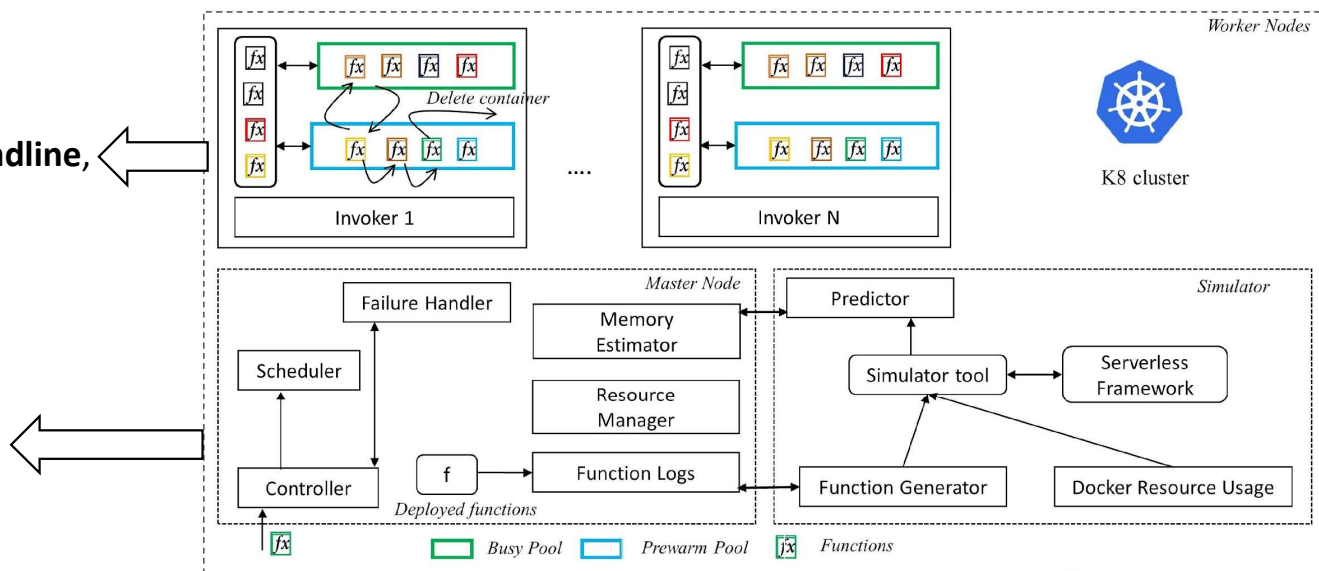 Worker Nodes
fx fx fx fx
fx fx fx fx
Delete container
fx fx fx fx
Invoker 1
....
fx fx fx fx
fx fx fx fx
fx fx fx fx
Invoker N
K8 cluster
ndline,
Master Node
Failure Handler
Scheduler
Controller
fx
Memory
Estimator
Resource
Manager
f
Deployed functions
Function Logs
Simulator
Predictor
Simulator tool
Serverless
Framework
Function Generator
Docker Resource Usage
Busy Pool
Prewarm Pool
fx Functions